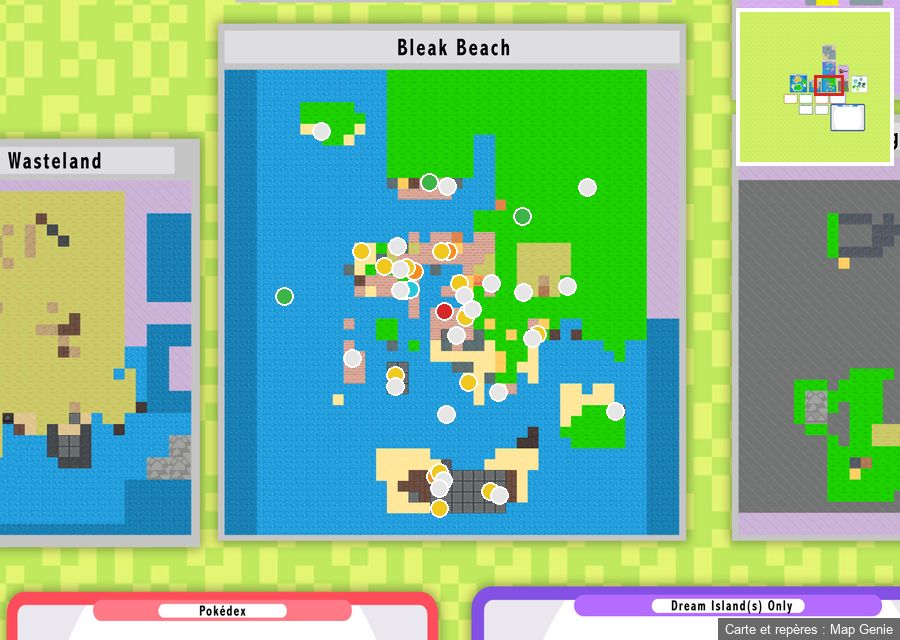 Bleak Beach
Wasteland
Pokédex
Dream Island(s) Only
Carte et repères : Map Genie